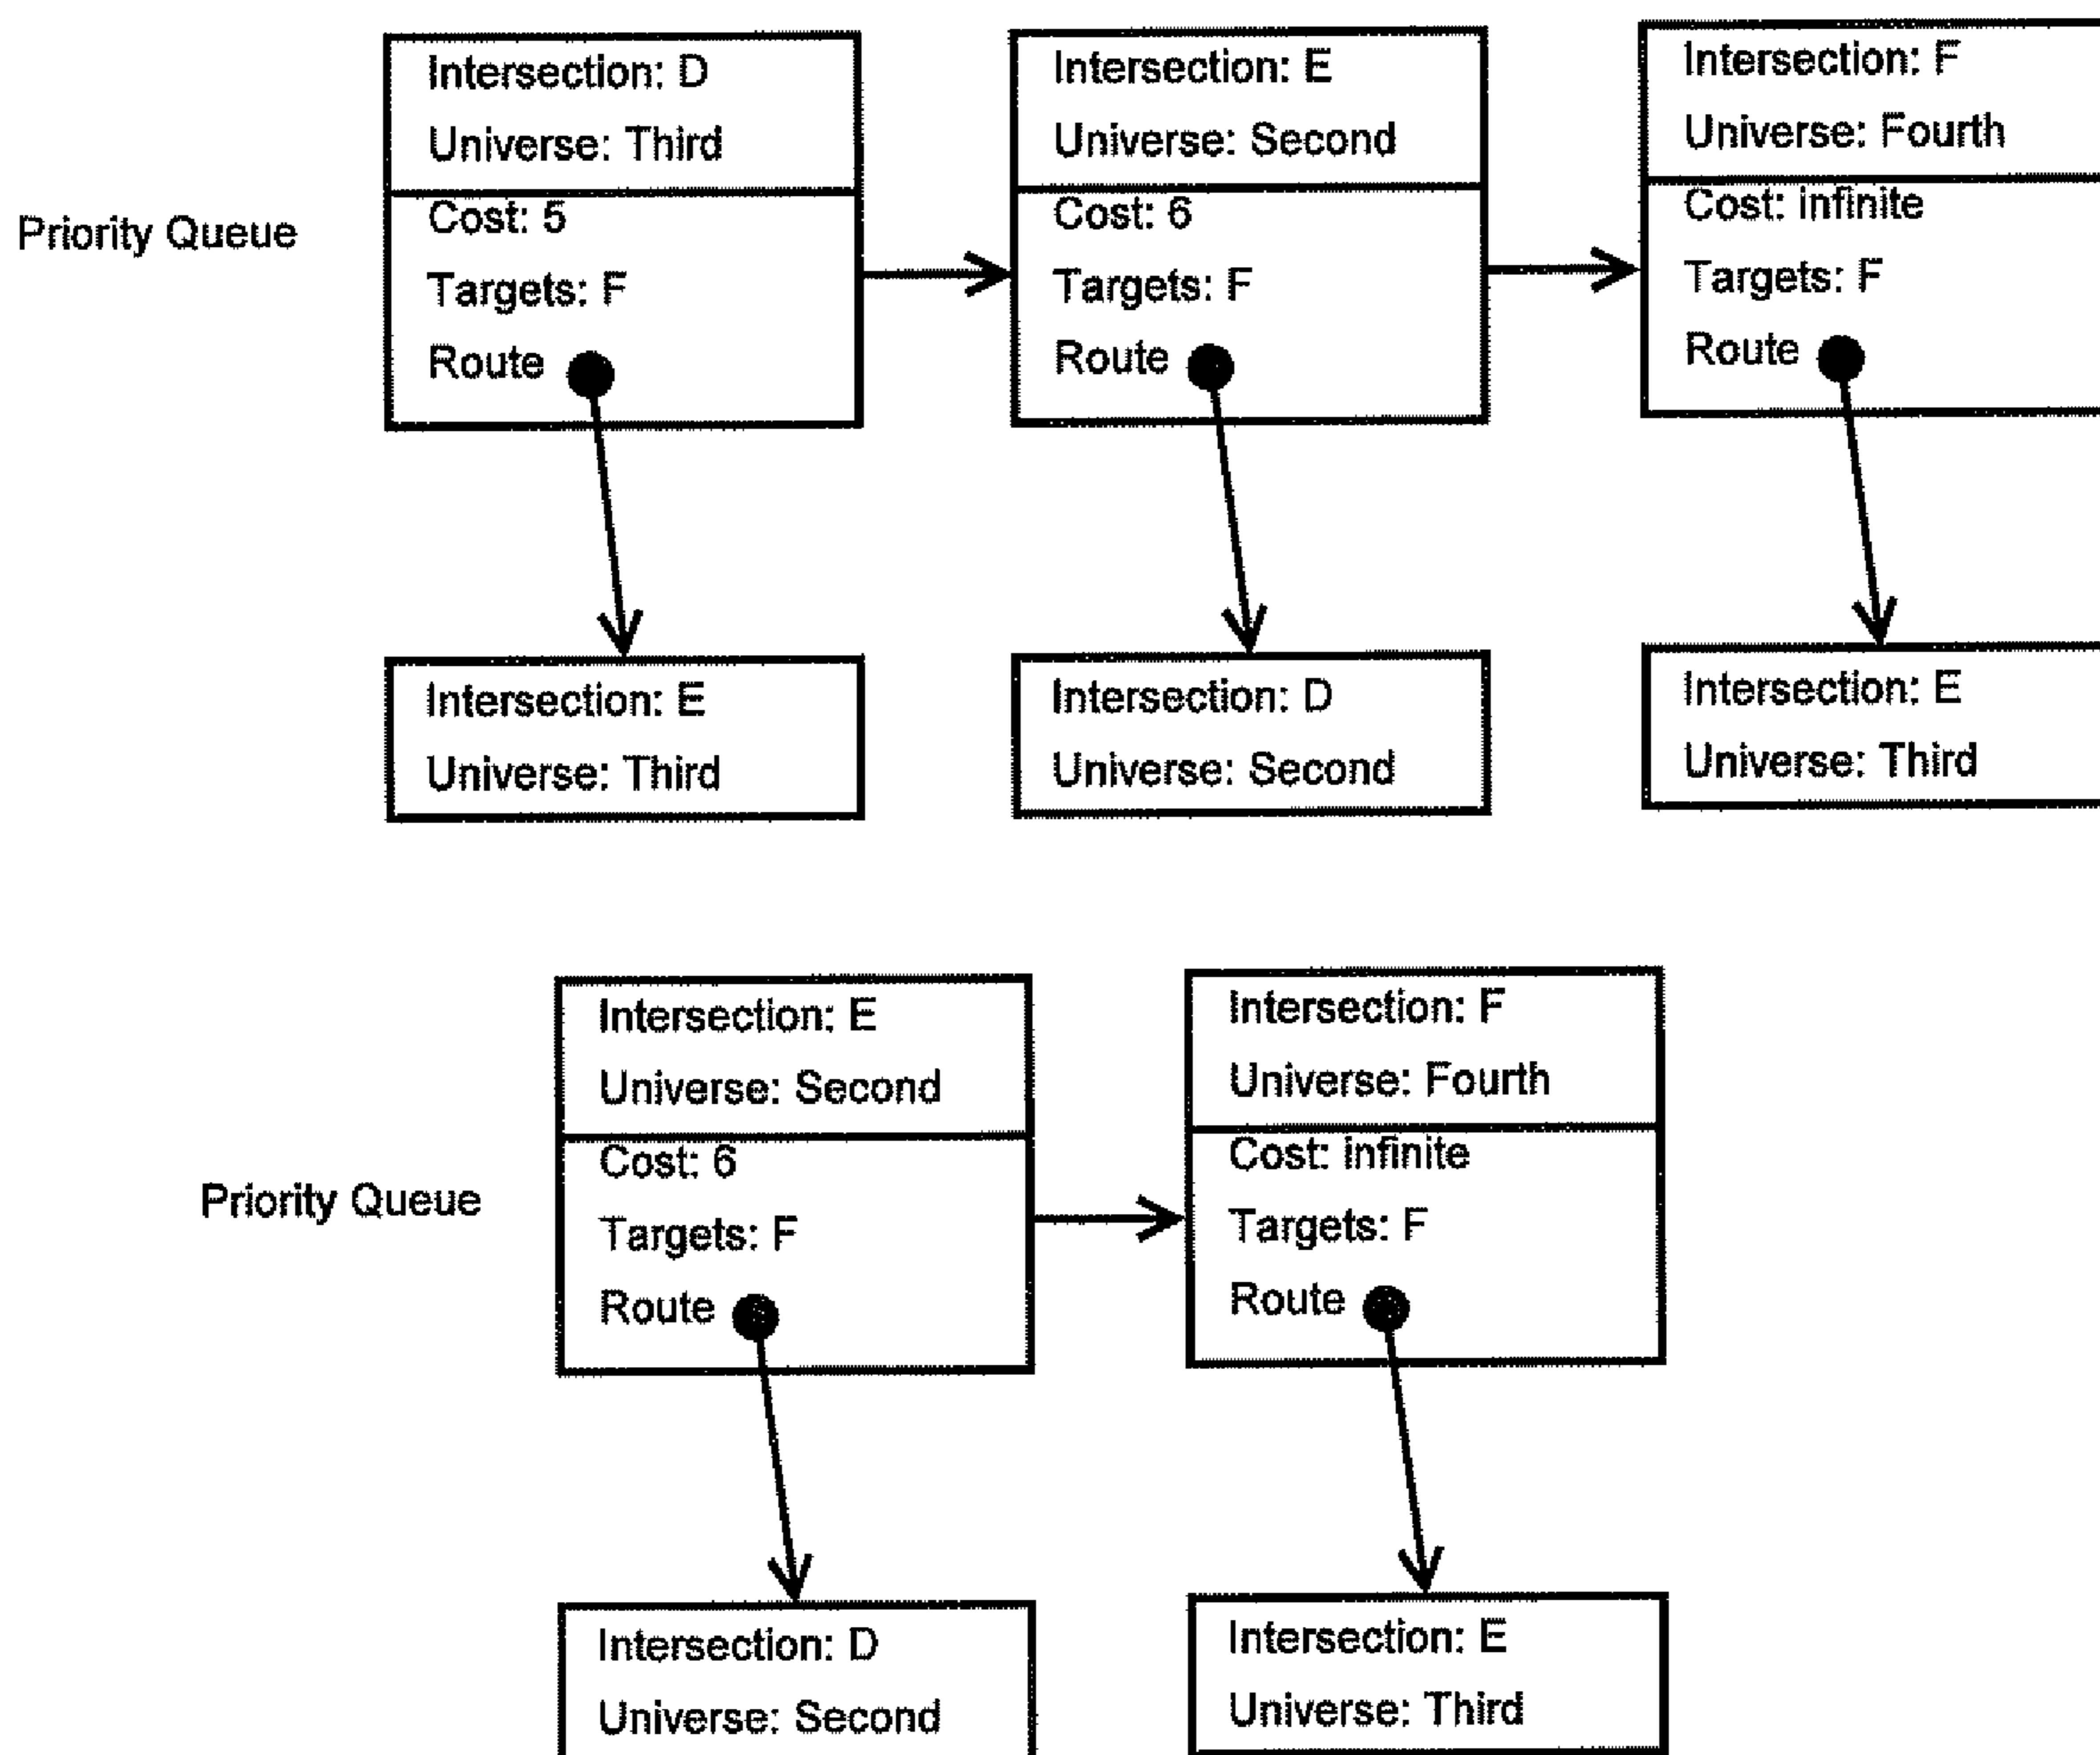 Priority Queue
Intersection: D
Universe: Third
Cost: 5
Targets: F
Route
Intersection: E
Universe: Second
Cost: 6
Targets: F
Route
Intersection: F
Universe: Fourth
Cost: infinite
Targets: F
Route
Intersection: E
Universe: Third
Intersection: D
Universe: Second
Intersection: E
Universe: Third
Priority Queue
Intersection: E
Universe: Second
Cost: 6
Targets: F
Route
Intersection: F
Universe: Fourth
Cost: infinite
Targets: F
Route
Intersection: D
Universe: Second
Intersection: E
Universe: Third